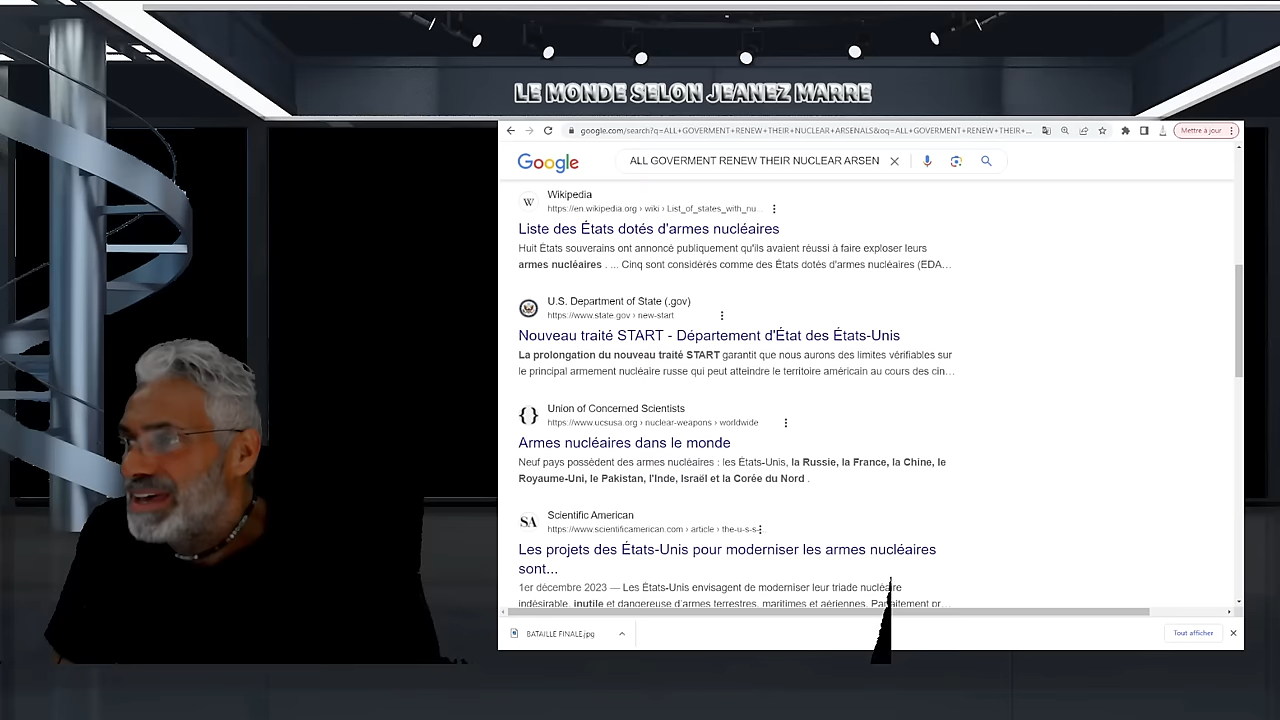 LE MONDE SELON JEANEZ MARRE
google.com/search?q=ALL+GOVERMENT+RENEW+THEIR+NUCLEAR+ARSENALS&oq=ALL+GOVERMENT+RENEW+THEIR+...
Mettre à jour
Google
ALL GOVERMENT RENEW THEIR NUCLEAR ARSEN
Wikipedia
https://en.wikipedia.org › wiki › List_of_states_with_nu...
Liste des États dotés d'armes nucléaires
Huit États souverains ont annoncé publiquement qu'ils avaient réussi à faire exploser leurs
armes nucléaires . ... Cinq sont considérés comme des États dotés d'armes nucléaires (EDA...
U.S. Department of State (.gov)
https://www.state.gov › new-start
Nouveau traité START - Département d'État des États-Unis
La prolongation du nouveau traité START garantit que nous aurons des limites vérifiables sur
le principal armement nucléaire russe qui peut atteindre le territoire américain au cours des cin...
Union of Concerned Scientists
https://www.ucsusa.org › nuclear-weapons › worldwide
Armes nucléaires dans le monde
Neuf pays possèdent des armes nucléaires : les États-Unis, la Russie, la France, la Chine, le
Royaume-Uni, le Pakistan, l'Inde, Israël et la Corée du Nord .
SA
Scientific American
https://www.scientificamerican.com › article › the-u-s-s
Les projets des États-Unis pour moderniser les armes nucléaires
sont...
1er décembre 2023 — Les États-Unis envisagent de moderniser leur triade nucléaire
indésirable, inutile et dangereuse d'armes terrestres, maritimes et aériennes. Parfaitement pr...
BATAILLE FINALE.jpg
Tout afficher